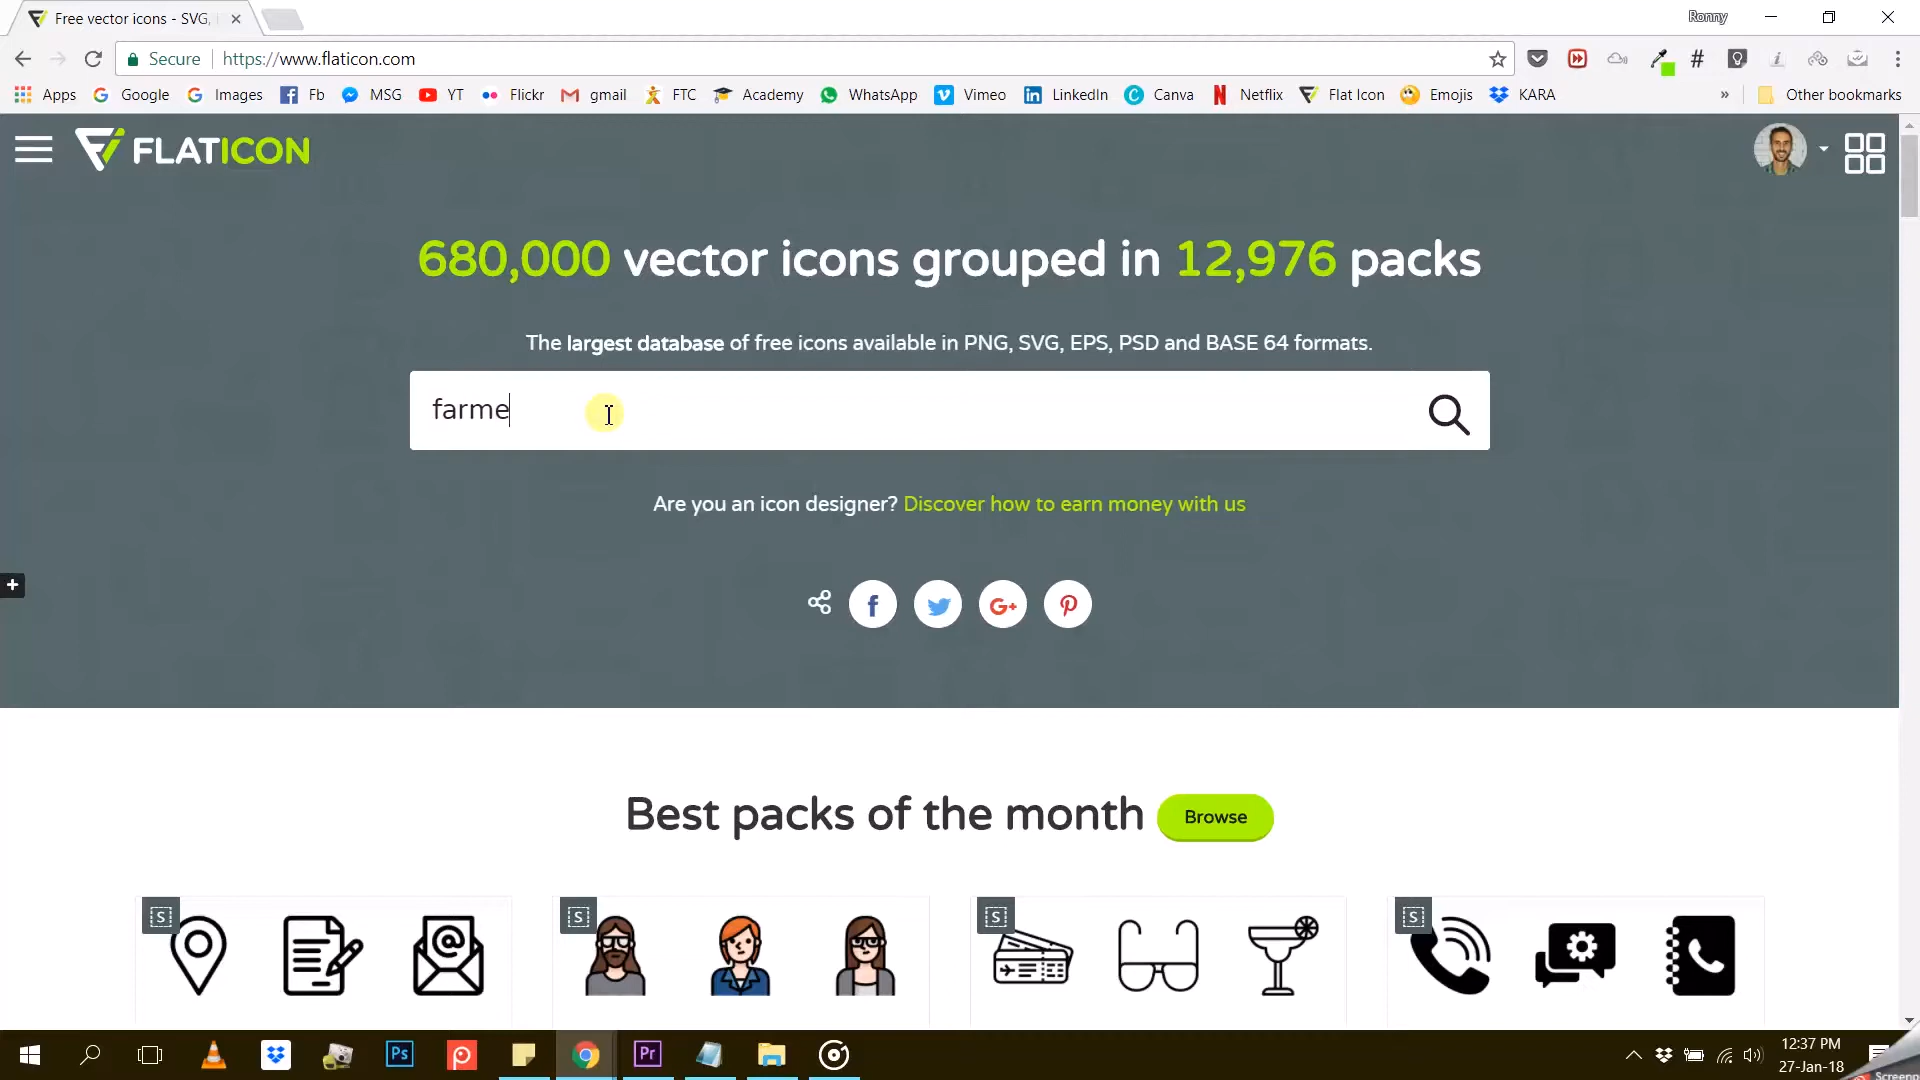 Free vector icons - SVG,
Ronny
Secure
https://www.flaticon.com
Apps
Google
Images
Fb
MSG
YT
Flickr
gmail
FTC
Academy
WhatsApp
Vimeo
LinkedIn
Canva
Netflix
Flat Icon
Emojis
KARA
»
Other bookmarks
FLATICON
680,000 vector icons grouped in 12,976 packs
The largest database of free icons available in PNG, SVG, EPS, PSD and BASE 64 formats.
farme
Are you an icon designer? Discover how to earn money with us
Best packs of the month
Browse
12:37 PM
27-Jan-18